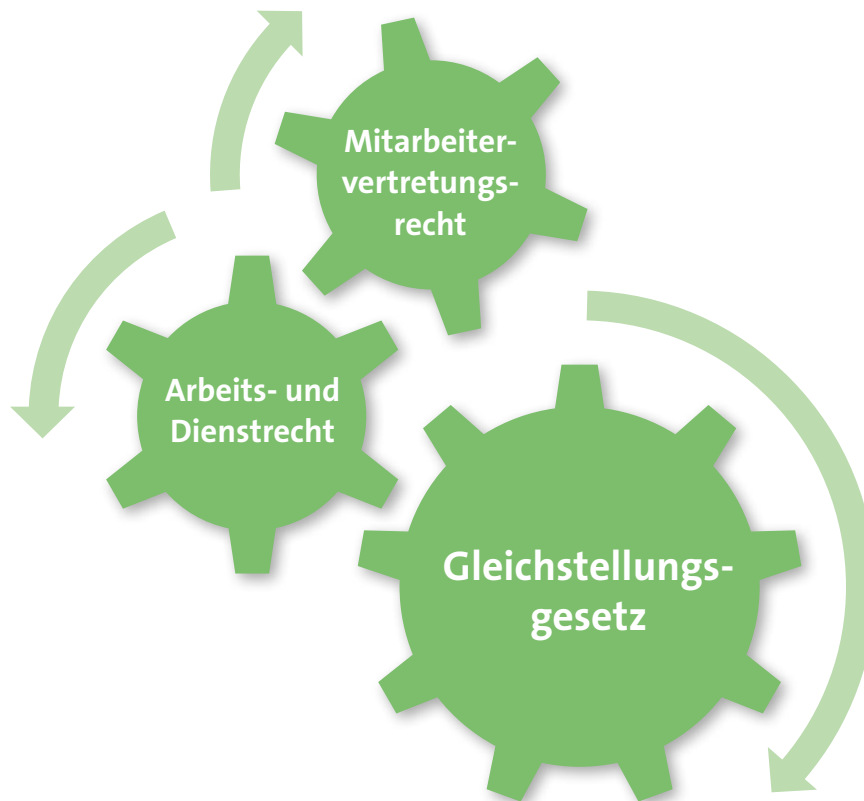 Mitarbeiter-
vertretungs-
recht
Arbeits- und
Dienstrecht
Gleichstellungs-
gesetz